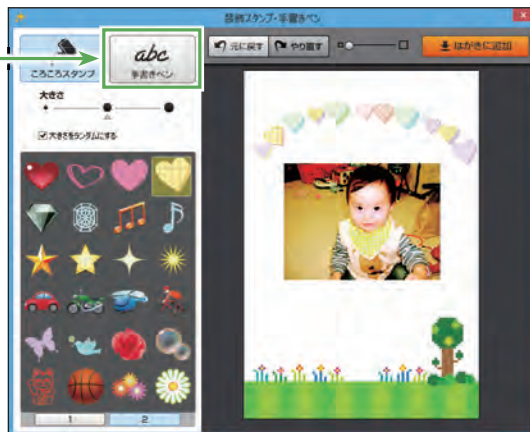 装飾スタンプ・手書きペン
ころころスタンプ
abc
手書きペン
元に戻す
やり直す
はがきに追加
大きさ
大きさをランダムにする
1
2